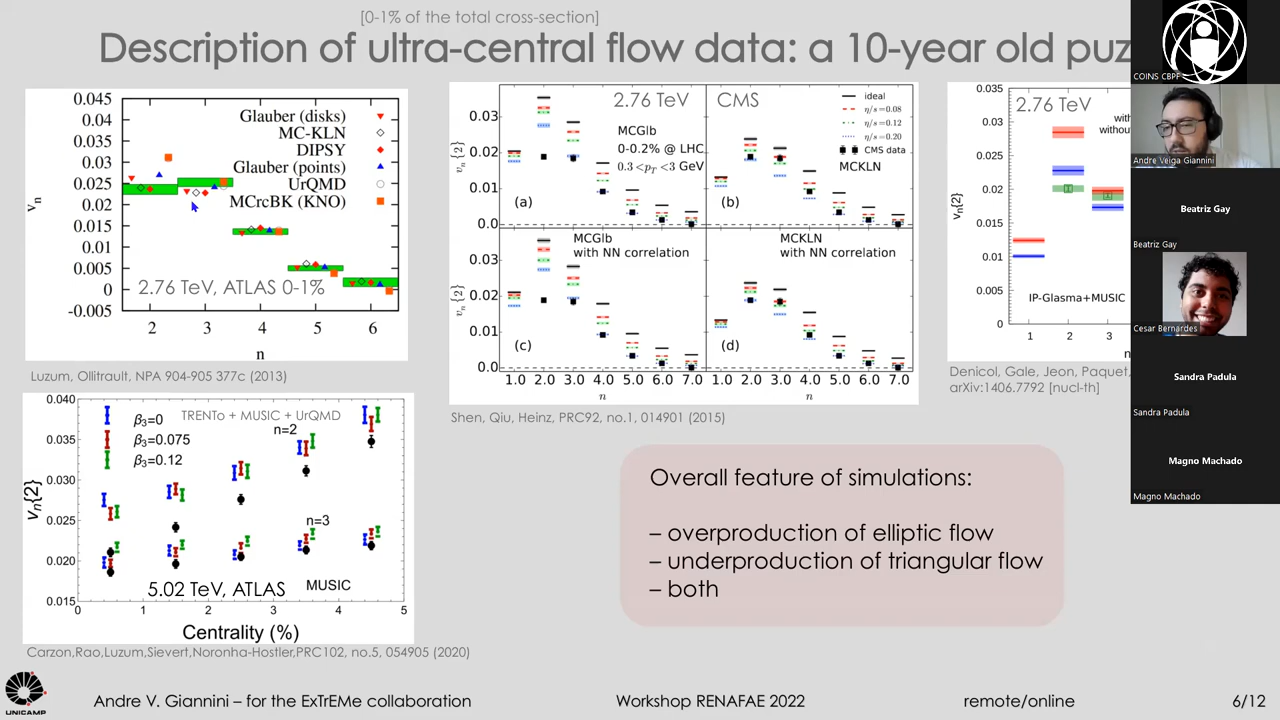 [0-1% of the total cross-section]
Description of ultra-central flow data: a 10-year old puz
0.045
0.04
0.035
0.03
0.025
0.02
0.015
0.01
0.005
0
-0.005
vn
Glauber (disks)
MC-KLN
DIPSY
Glauber (points)
UrQMD
MCrcBK (KNO)
2.76 TeV, ATLAS 0-1%
2 3 4 5 6
n
Luzum, Ollitrault, NPA 904-905 377c (2013)
0.040
0.035
0.030
0.025
0.020
0.015
vn{2}
β3=0
β3=0.075
β3=0.12
TRENTo + MUSIC + UrQMD
n=2
n=3
5.02 TeV, ATLAS
MUSIC
0 1 2 3 4 5
Centrality (%)
Carzon,Rao,Luzum,Sievert,Noronha-Hostler,PRC102, no.5, 054905 (2020)
0.03
0.02
0.01
0.0
vn{2}
2.76 TeV
MCGlb
0-0.2% @ LHC
0.3<pT<3 GeV
(a)
CMS
ideal
η/s=0.08
η/s=0.12
η/s=0.20
CMS data
MCKLN
(b)
0.03
0.02
0.01
0.0
vn{2}
MCGlb
with NN correlation
(c)
MCKLN
with NN correlation
(d)
1.0 2.0 3.0 4.0 5.0 6.0 7.0
n
1.0 2.0 3.0 4.0 5.0 6.0 7.0
n
Shen, Qiu, Heinz, PRC92, no.1, 014901 (2015)
0.035
0.03
0.025
0.02
0.015
0.01
0.005
0
vn{2}
2.76 TeV
with
without
IP-Glasma+MUSIC
1 2 3
n
Denicol, Gale, Jeon, Paquet,
arXiv:1406.7792 [nucl-th]
Overall feature of simulations:
– overproduction of elliptic flow
– underproduction of triangular flow
– both
COINS CBPF
Andre Veiga Giannini
Beatriz Gay
Beatriz Gay
Cesar Bernardes
Sandra Padula
Sandra Padula
Magno Machado
Magno Machado
UNICAMP
Andre V. Giannini – for the ExTrEMe collaboration
Workshop RENAFAE 2022
remote/online
6/12